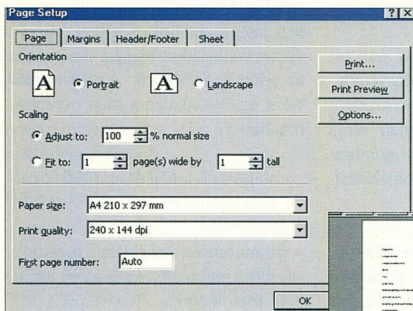 Page Setup
Page Margins Header/Footer Sheet
Orientation
A Portrait A Landscape
Scaling
Adjust to: 100 % normal size
Fit to: 1 page(s) wide by 1 tall
Paper size: A4 210 x 297 mm
Print quality: 240 x 144 dpi
First page number: Auto
Print...
Print Preview
Options...
OK